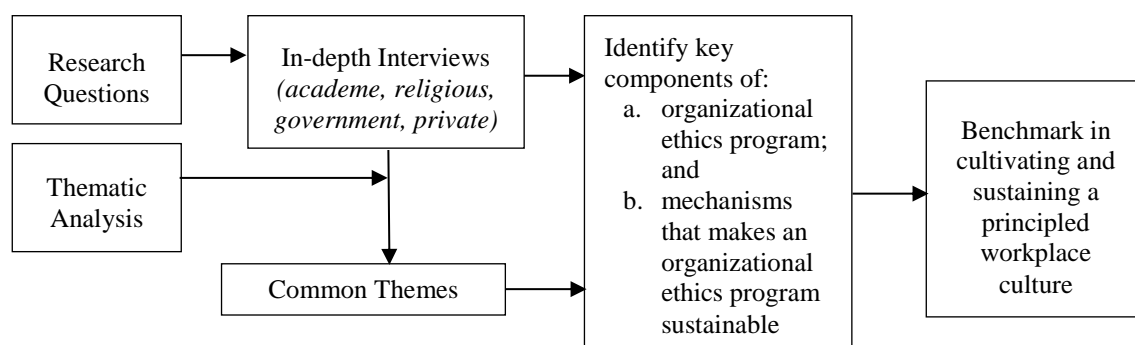 Research
Questions
In-depth Interviews
(academe, religious,
government, private)
Thematic
Analysis
Common Themes
Identify key
components of:
a. organizational
ethics program;
and
b. mechanisms
that makes an
organizational
ethics program
sustainable
Benchmark in
cultivating and
sustaining a
principled
workplace
culture